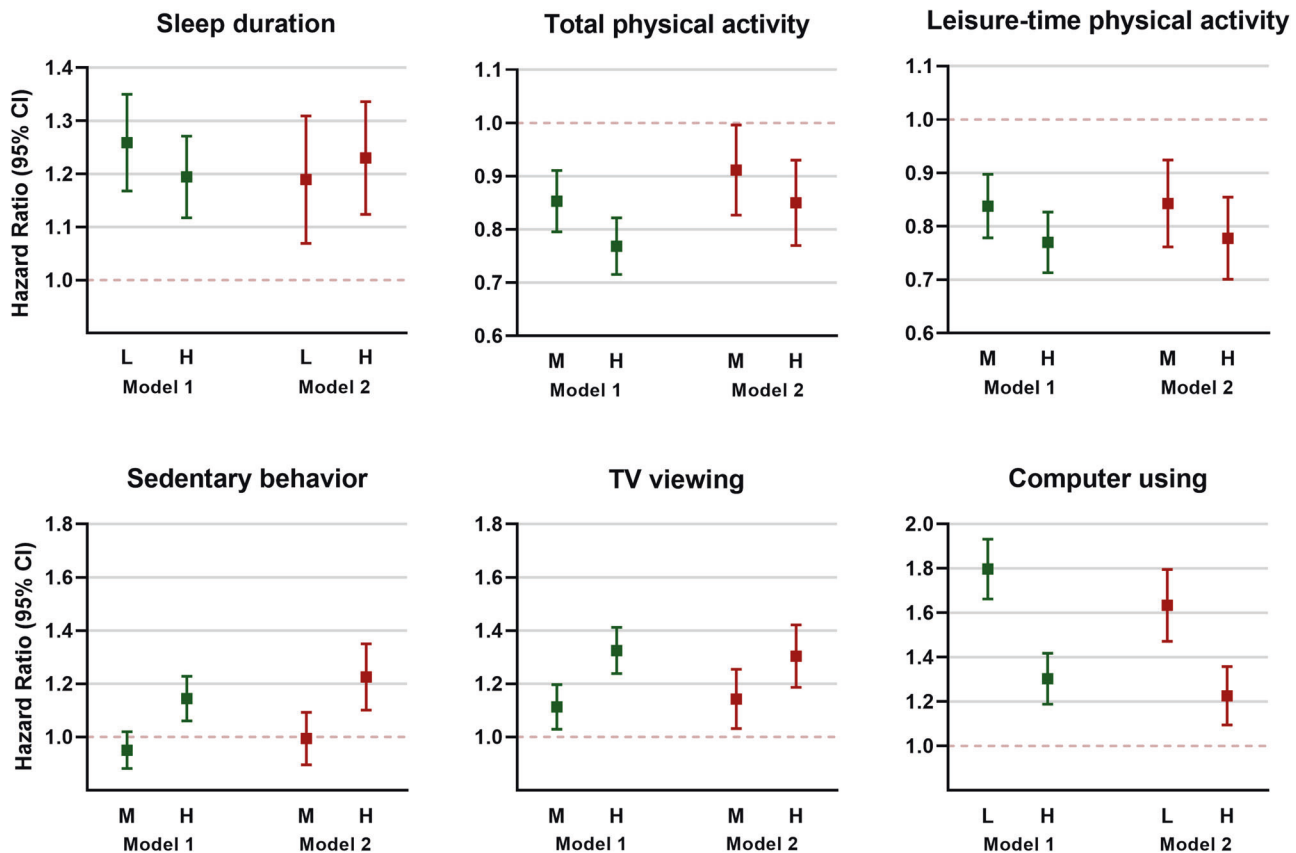 Sleep duration
Hazard Ratio (95% CI)
1.4
1.3
1.2
1.1
1.0
L H L H
Model 1 Model 2
Total physical activity
1.1
1.0
0.9
0.8
0.7
0.6
M H M H
Model 1 Model 2
Leisure-time physical activity
1.1
1.0
0.9
0.8
0.7
0.6
M H M H
Model 1 Model 2
Sedentary behavior
Hazard Ratio (95% CI)
1.8
1.6
1.4
1.2
1.0
M H M H
Model 1 Model 2
TV viewing
1.8
1.6
1.4
1.2
1.0
M H M H
Model 1 Model 2
Computer using
2.0
1.8
1.6
1.4
1.2
1.0
L H L H
Model 1 Model 2